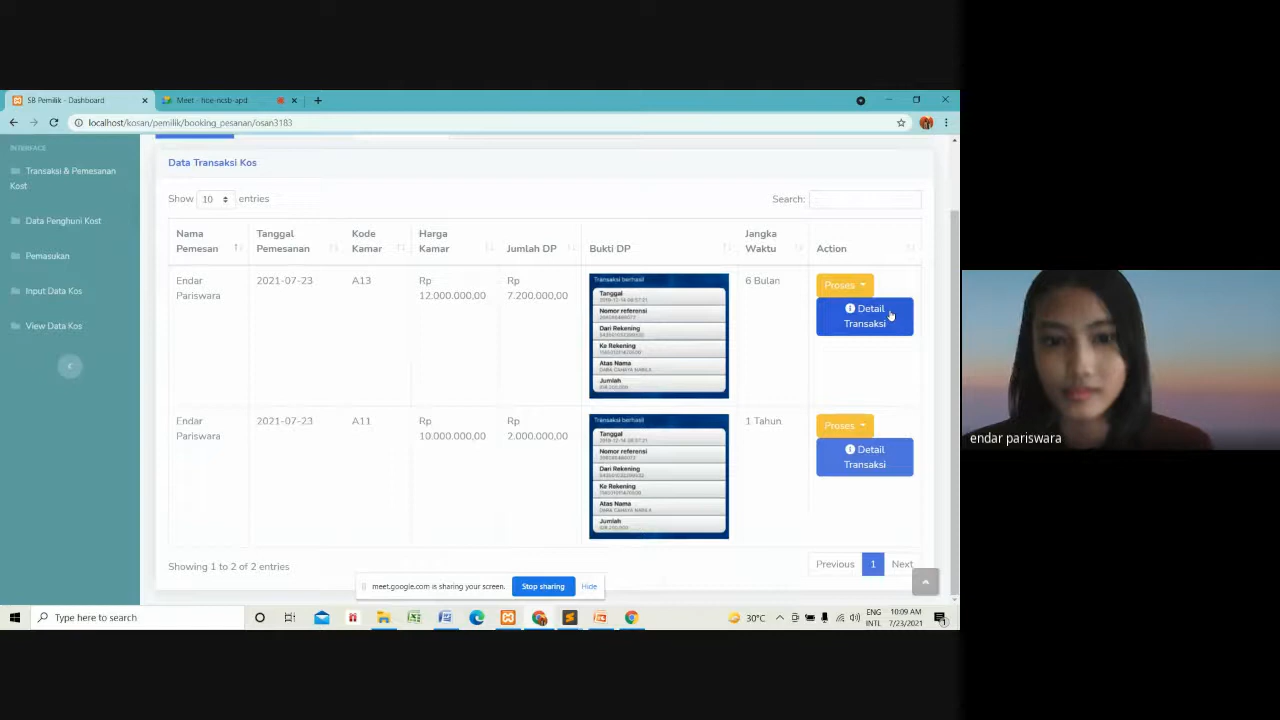 SB Pemilik - Dashboard
Meet - hoe-ncsb-apd
localhost/kosan/pemilik/booking_pesanan/osan3183
INTERFACE
Transaksi & Pemesanan
Kost
Data Penghuni Kost
Pemasukan
Input Data Kos
View Data Kos
Data Transaksi Kos
Show 10 entries
Search:
Nama
Pemesan
Tanggal
Pemesanan
Kode
Kamar
Harga
Kamar
Jumlah DP
Bukti DP
Jangka
Waktu
Action
Endar
Pariswara
2021-07-23
A13
Rp
12.000.000,00
Rp
7.200.000,00
Transaksi berhasil
Tanggal
Nomor referensi
Dari Rekening
Ke Rekening
Atas Nama
Jumlah
6 Bulan
Proses
Detail
Transaksi
Endar
Pariswara
2021-07-23
A11
Rp
10.000.000,00
Rp
2.000.000,00
Transaksi berhasil
Tanggal
Nomor referensi
Dari Rekening
Ke Rekening
Atas Nama
Jumlah
1 Tahun
Proses
Detail
Transaksi
Showing 1 to 2 of 2 entries
Previous 1 Next
meet.google.com is sharing your screen. Stop sharing Hide
Type here to search
30°C
ENG
INTL
10:09 AM
7/23/2021
endar pariswara